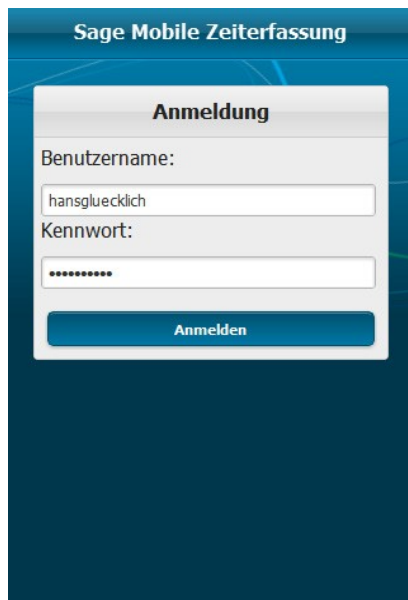 Sage Mobile Zeiterfassung
Anmeldung
Benutzername:
hansgluecklich
Kennwort:
••••••••••
Anmelden